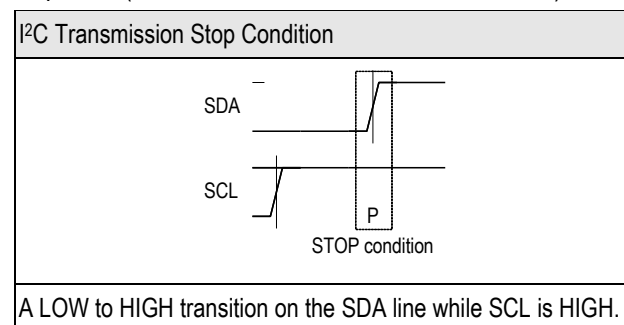 I²C Transmission Stop Condition
SDA
SCL
P
STOP condition
A LOW to HIGH transition on the SDA line while SCL is HIGH.